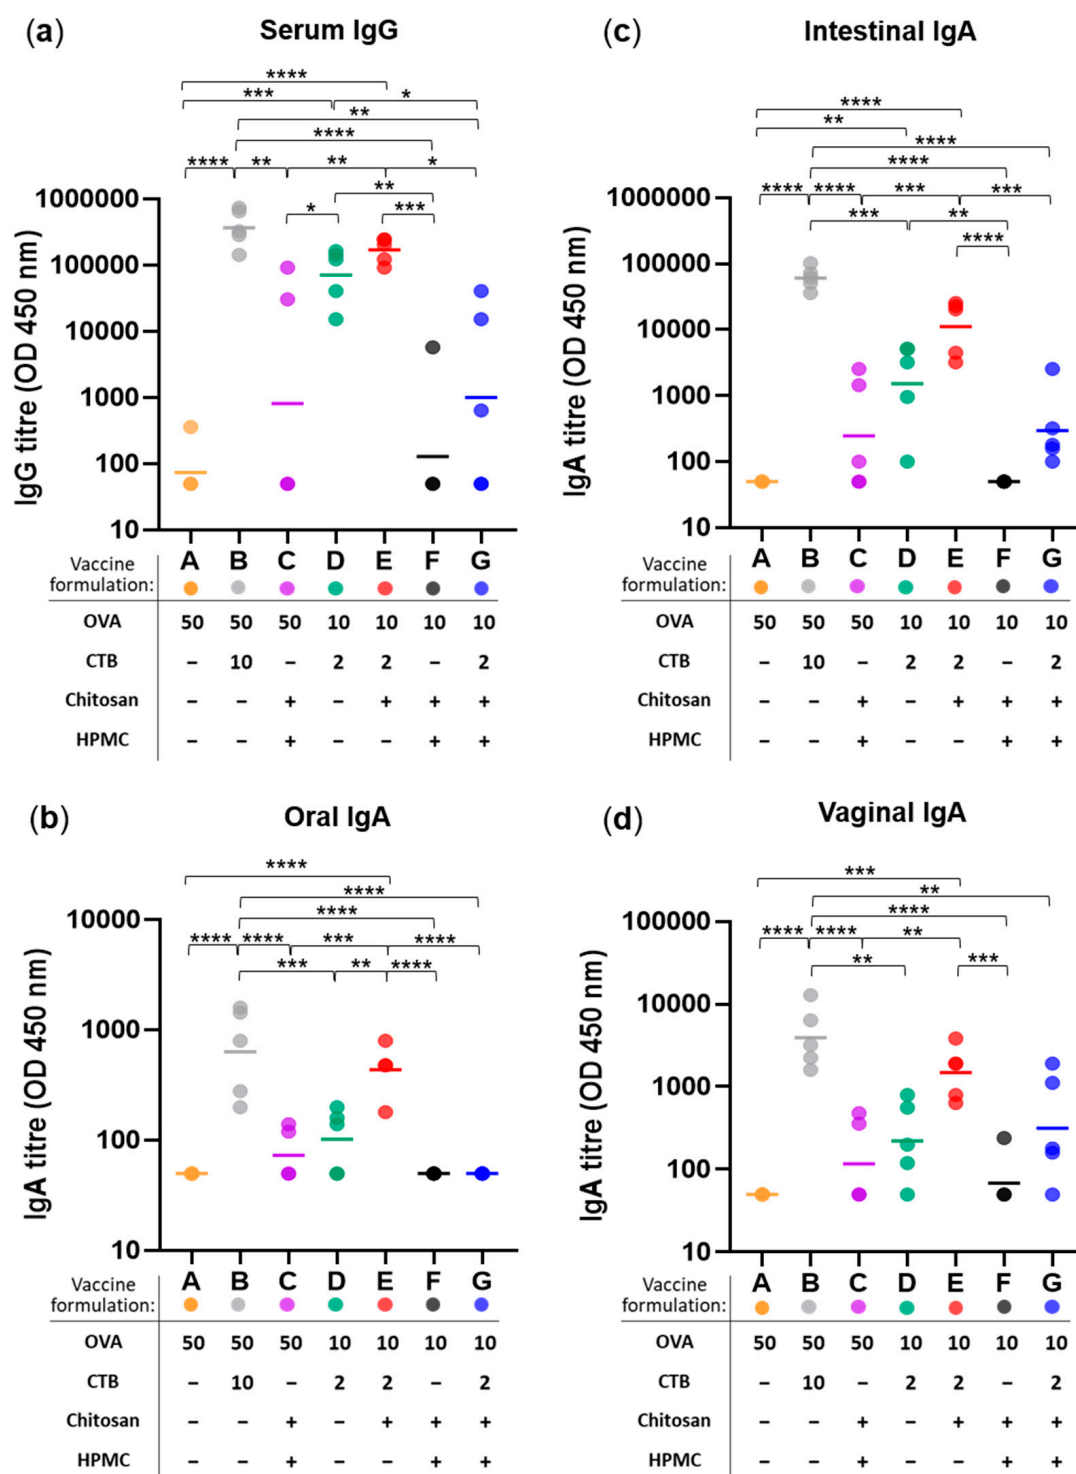 (a) Serum IgG
****
*** *
**
****
**** ** ** *
**
* ***
1000000
100000
10000
1000
100
10
IgG titre (OD 450 nm)
A B C D E F G
Vaccine
formulation:
OVA 50 50 50 10 10 10 10
CTB – 10 – 2 2 – 2
Chitosan – – + – + + +
HPMC – – + – – + +
(c) Intestinal IgA
****
**
****
****
**** **** *** ***
*** **
****
1000000
100000
10000
1000
100
10
IgA titre (OD 450 nm)
A B C D E F G
Vaccine
formulation:
OVA 50 50 50 10 10 10 10
CTB – 10 – 2 2 – 2
Chitosan – – + – + + +
HPMC – – + – – + +
(b) Oral IgA
****
****
****
**** **** *** ****
*** ** ****
10000
1000
100
10
IgA titre (OD 450 nm)
A B C D E F G
Vaccine
formulation:
OVA 50 50 50 10 10 10 10
CTB – 10 – 2 2 – 2
Chitosan – – + – + + +
HPMC – – + – – + +
(d) Vaginal IgA
***
**
****
**** **** **
** ***
100000
10000
1000
100
10
IgA titre (OD 450 nm)
A B C D E F G
Vaccine
formulation:
OVA 50 50 50 10 10 10 10
CTB – 10 – 2 2 – 2
Chitosan – – + – + + +
HPMC – – + – – + +